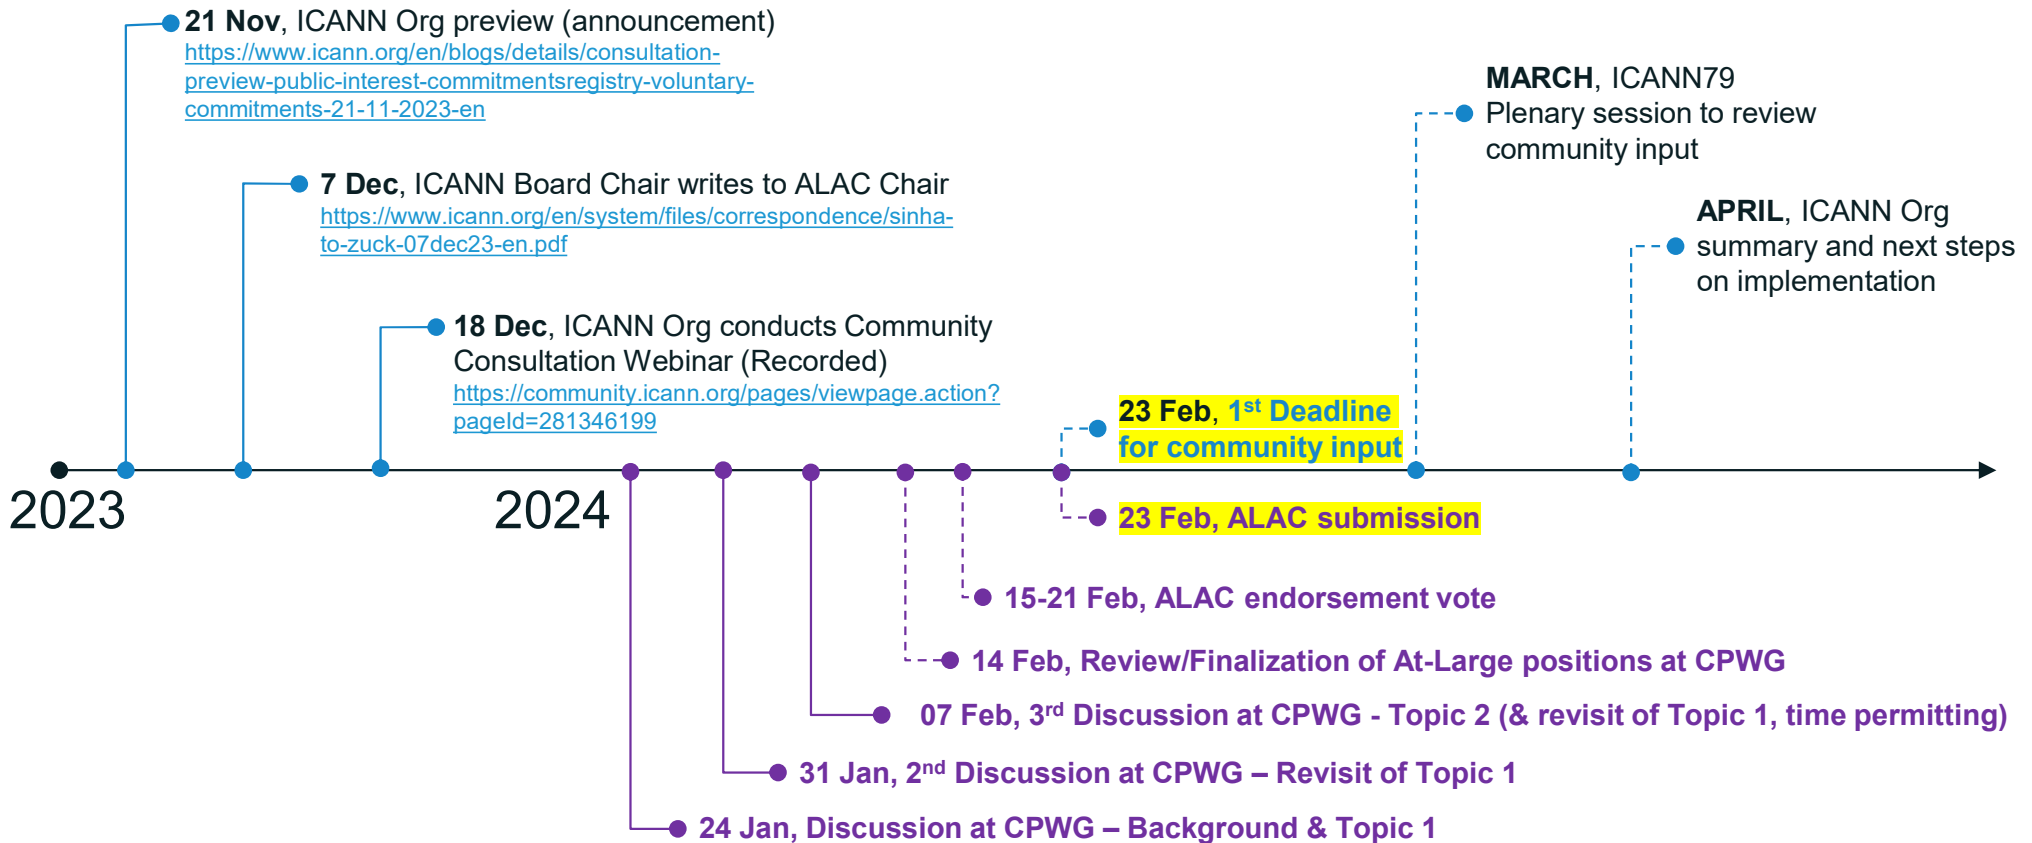 21 Nov, ICANN Org preview (announcement)
https://www.icann.org/en/blogs/details/consultation-
preview-public-interest-commitmentsregistry-voluntary-
commitments-21-11-2023-en
7 Dec, ICANN Board Chair writes to ALAC Chair
https://www.icann.org/en/system/files/correspondence/sinha-
to-zuck-07dec23-en.pdf
18 Dec, ICANN Org conducts Community
Consultation Webinar (Recorded)
https://community.icann.org/pages/viewpage.action?
pageId=281346199
23 Feb, 1st Deadline
for community input
MARCH, ICANN79
Plenary session to review
community input
APRIL, ICANN Org
summary and next steps
on implementation
2023
2024
23 Feb, ALAC submission
15-21 Feb, ALAC endorsement vote
14 Feb, Review/Finalization of At-Large positions at CPWG
07 Feb, 3rd Discussion at CPWG - Topic 2 (& revisit of Topic 1, time permitting)
31 Jan, 2nd Discussion at CPWG – Revisit of Topic 1
24 Jan, Discussion at CPWG – Background & Topic 1